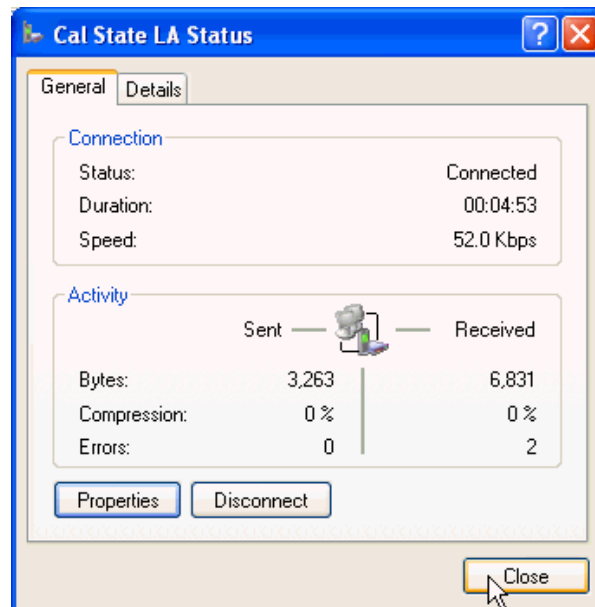 Cal State LA Status
General Details
Connection
Status: Connected
Duration: 00:04:53
Speed: 52.0 Kbps
Activity
Sent Received
Bytes: 3,263 6,831
Compression: 0 % 0 %
Errors: 0 2
Properties Disconnect
Close